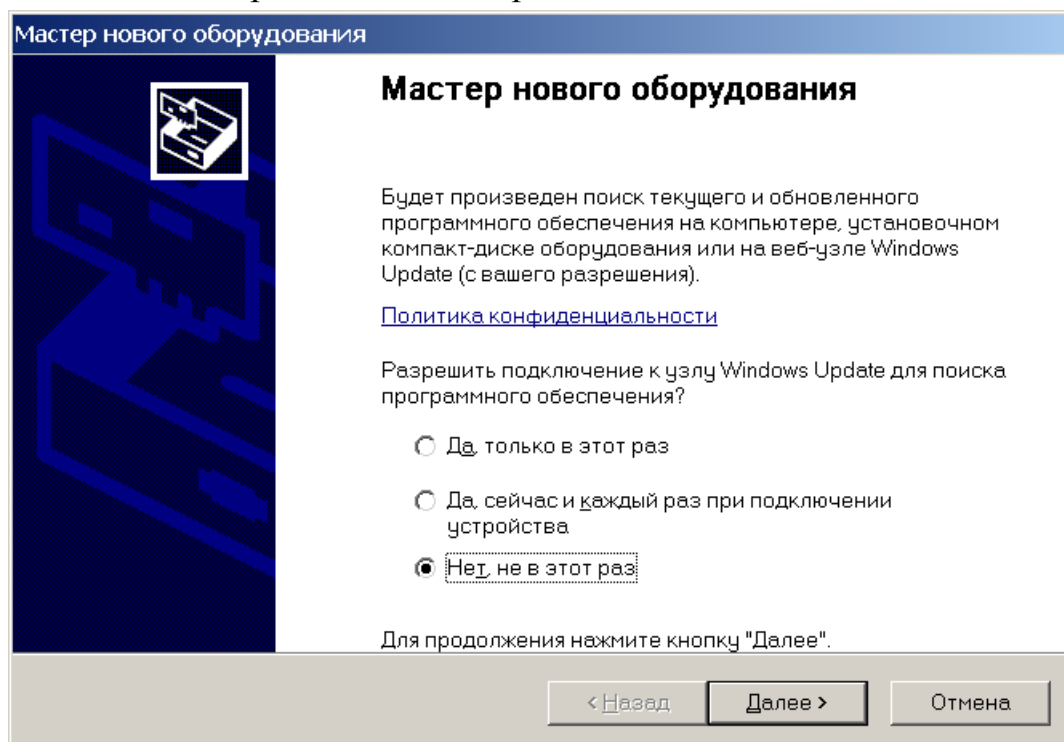 Мастер нового оборудования
Мастер нового оборудования
Будет произведен поиск текущего и обновленного
программного обеспечения на компьютере, установочном
компакт-диске оборудования или на веб-узле Windows
Update (с вашего разрешения).
Политика конфиденциальности
Разрешить подключение к узлу Windows Update для поиска
программного обеспечения?
Да, только в этот раз
Да, сейчас и каждый раз при подключении
устройства
Нет, не в этот раз
Для продолжения нажмите кнопку "Далее".
< Назад
Далее >
Отмена